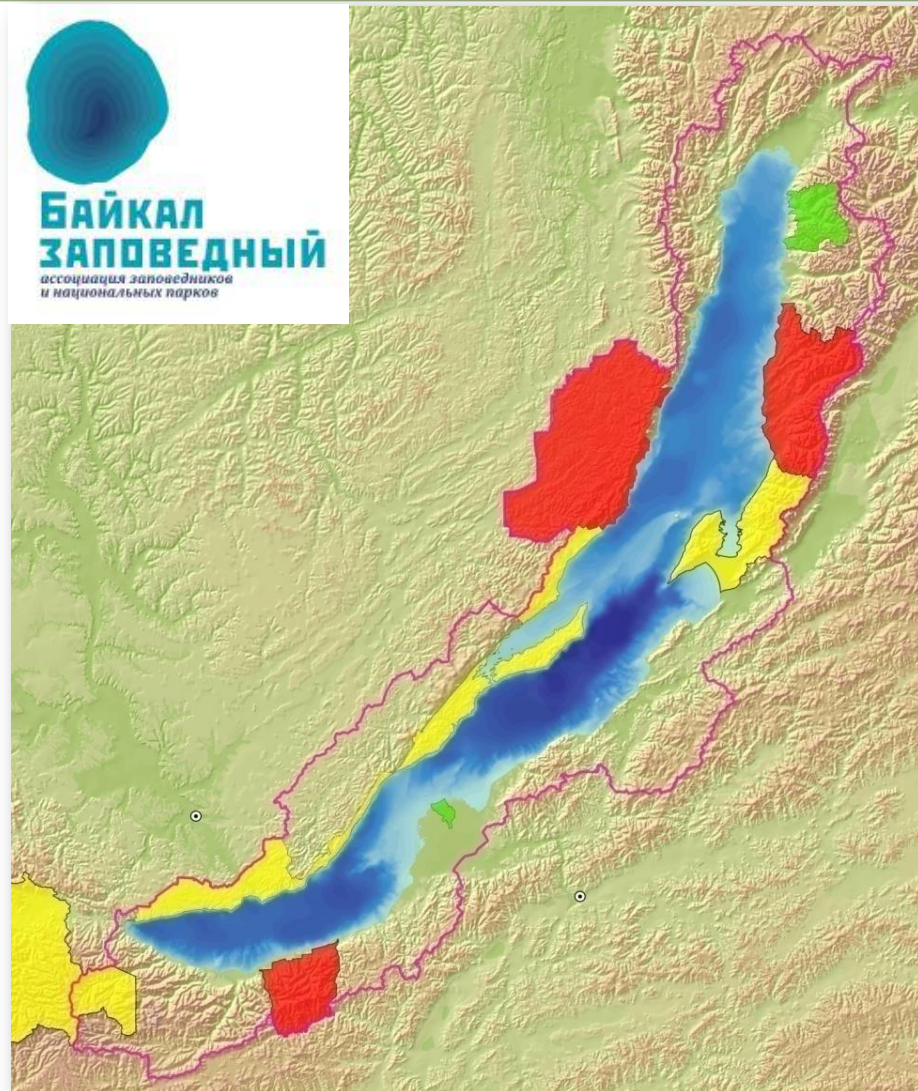 БАЙКАЛ
ЗАПОВЕДНЫЙ
ассоциация заповедников
и национальных парков